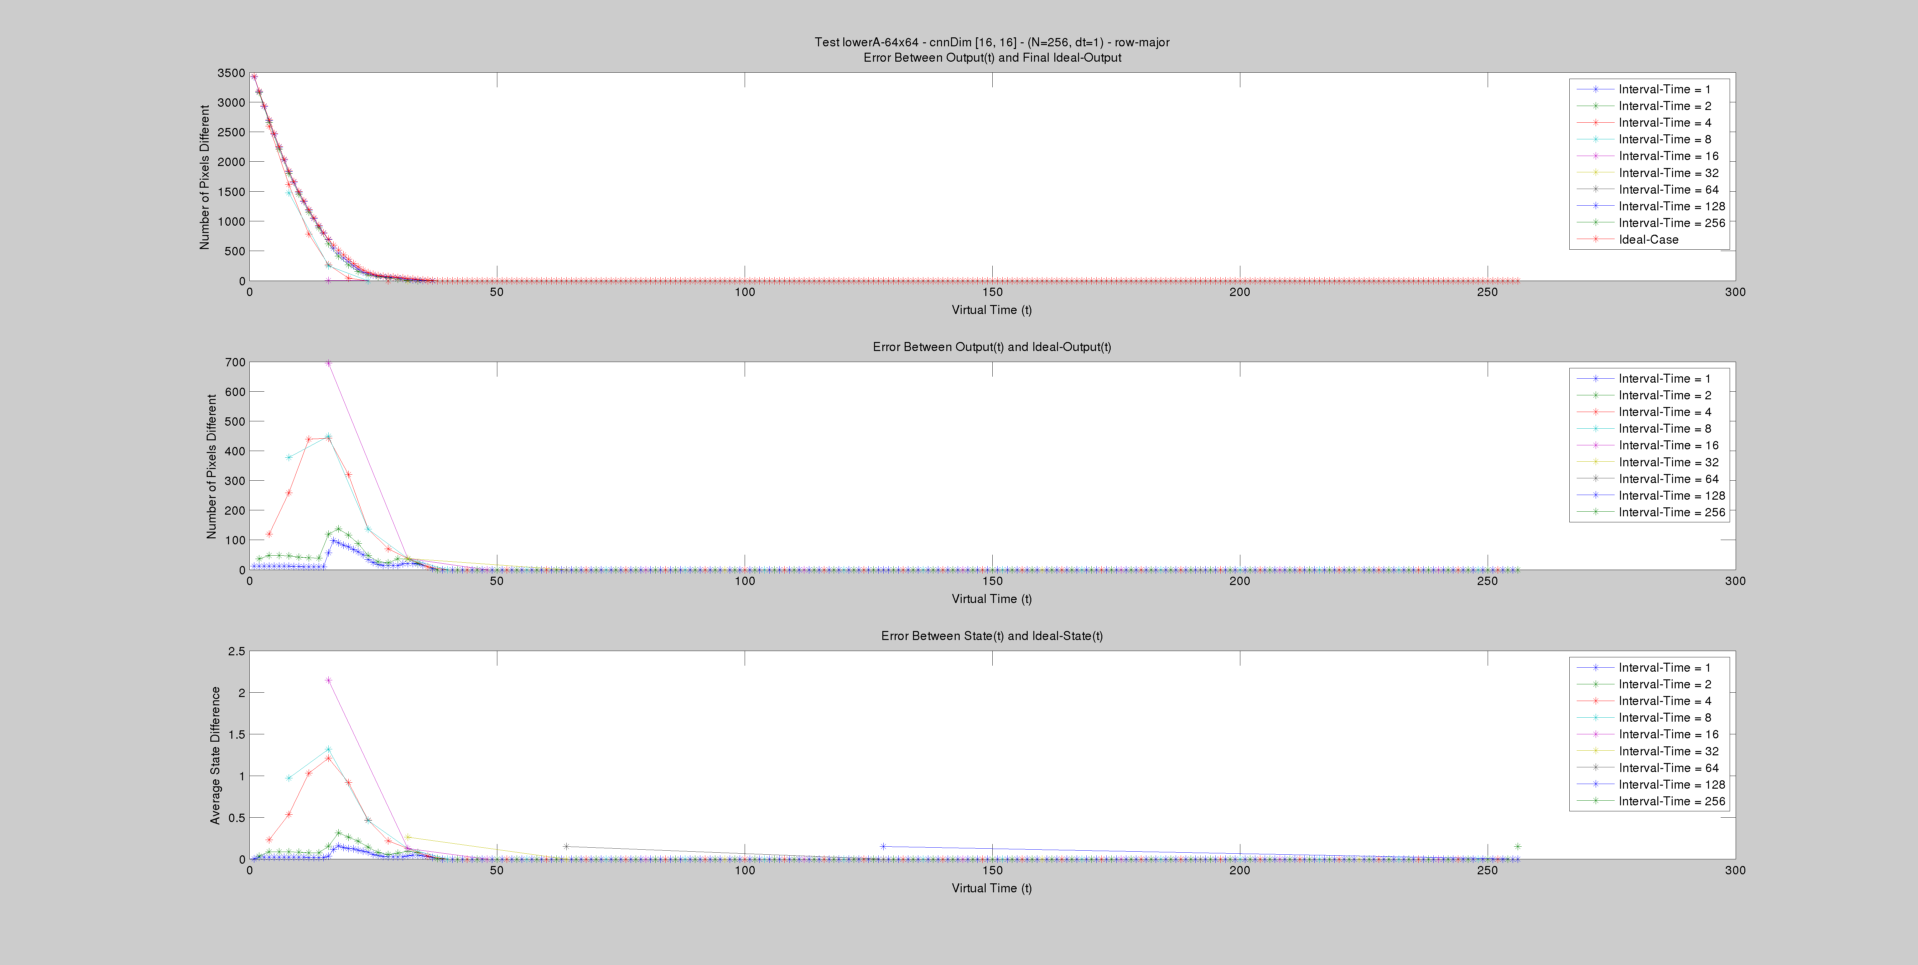 Test lowerA-64x64 - cnnDim [16, 16] - (N=256, dt=1) - row-major
Error Between Output(t) and Final Ideal-Output
Number of Pixels Different
3500
3000
2500
2000
1500
1000
500
0
0 50 100 150 200 250 300
Virtual Time (t)
Interval-Time = 1
Interval-Time = 2
Interval-Time = 4
Interval-Time = 8
Interval-Time = 16
Interval-Time = 32
Interval-Time = 64
Interval-Time = 128
Interval-Time = 256
Ideal-Case
Error Between Output(t) and Ideal-Output(t)
Number of Pixels Different
700
600
500
400
300
200
100
0
0 50 100 150 200 250 300
Virtual Time (t)
Interval-Time = 1
Interval-Time = 2
Interval-Time = 4
Interval-Time = 8
Interval-Time = 16
Interval-Time = 32
Interval-Time = 64
Interval-Time = 128
Interval-Time = 256
Error Between State(t) and Ideal-State(t)
Average State Difference
2.5
2
1.5
1
0.5
0
0 50 100 150 200 250 300
Virtual Time (t)
Interval-Time = 1
Interval-Time = 2
Interval-Time = 4
Interval-Time = 8
Interval-Time = 16
Interval-Time = 32
Interval-Time = 64
Interval-Time = 128
Interval-Time = 256